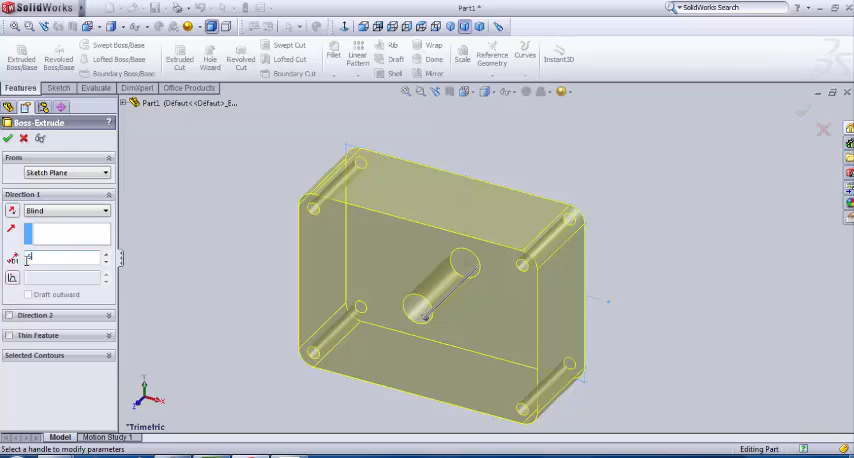 SolidWorks
Part1 *
SolidWorks Search
Extruded Boss/Base
Revolved Boss/Base
Swept Boss/Base
Lofted Boss/Base
Boundary Boss/Base
Extruded Cut
Hole Wizard
Revolved Cut
Swept Cut
Lofted Cut
Boundary Cut
Fillet
Linear Pattern
Rib
Draft
Shell
Wrap
Dome
Mirror
Scale
Reference Geometry
Curves
Instant3D
Features
Sketch
Evaluate
DimXpert
Office Products
Part1 (Défaut<<Défaut>_E...
Boss-Extrude
?
From
Sketch Plane
Direction 1
Blind
D1
Draft outward
Direction 2
Thin Feature
Selected Contours
Y
X
Z
*Trimetric
Model
Motion Study 1
Select a handle to modify parameters
Editing Part